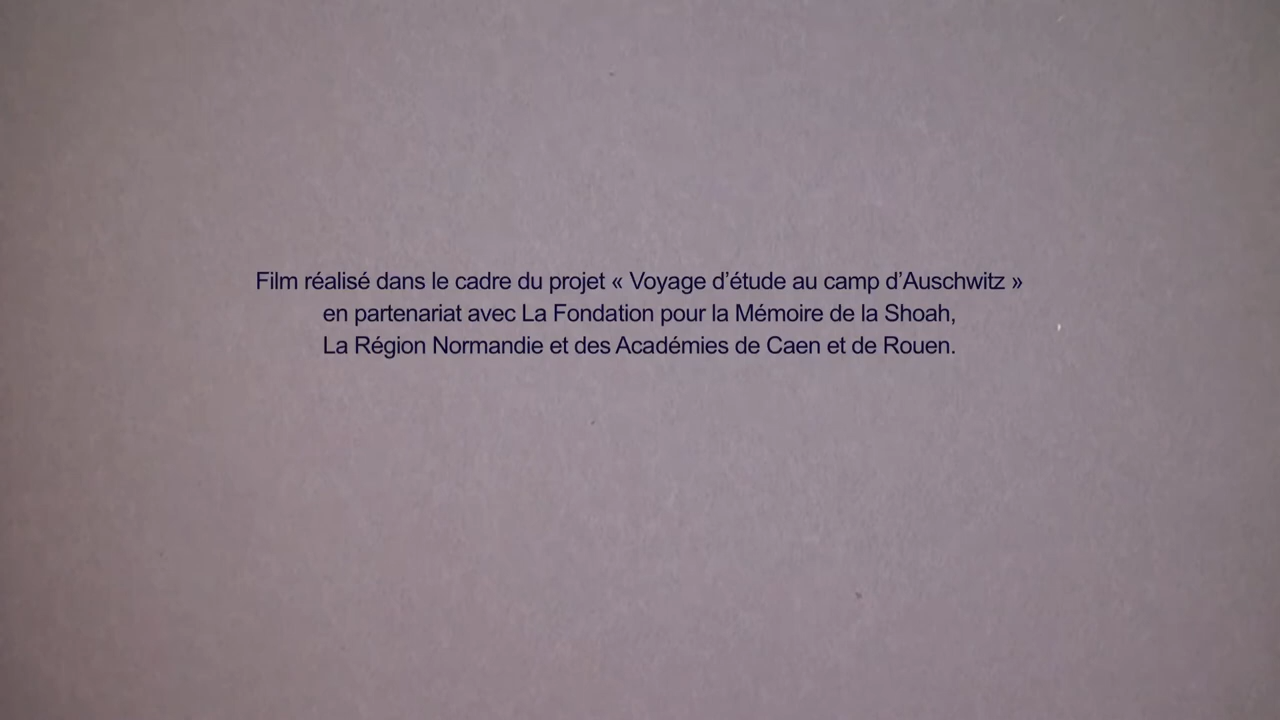 Film réalisé dans le cadre du projet « Voyage d’étude au camp d’Auschwitz »
en partenariat avec La Fondation pour la Mémoire de la Shoah,
La Région Normandie et des Académies de Caen et de Rouen.